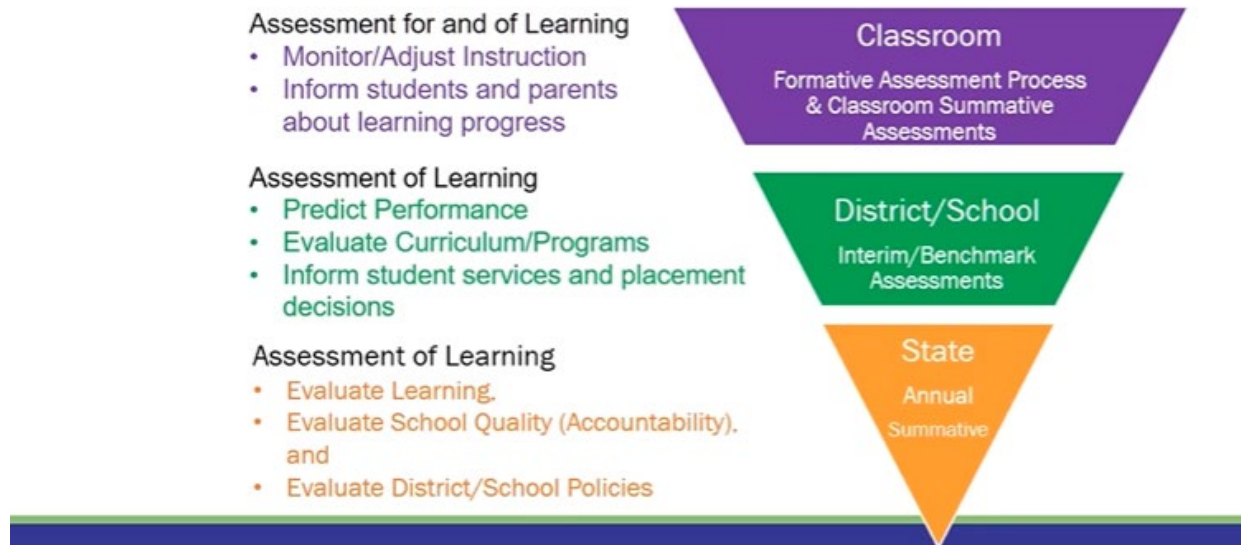 Assessment for and of Learning
• Monitor/Adjust Instruction
• Inform students and parents
about learning progress
Classroom
Formative Assessment Process
& Classroom Summative
Assessments
Assessment of Learning
• Predict Performance
• Evaluate Curriculum/Programs
• Inform student services and placement
decisions
District/School
Interim/Benchmark
Assessments
Assessment of Learning
• Evaluate Learning,
• Evaluate School Quality (Accountability),
and
• Evaluate District/School Policies
State
Annual
Summative